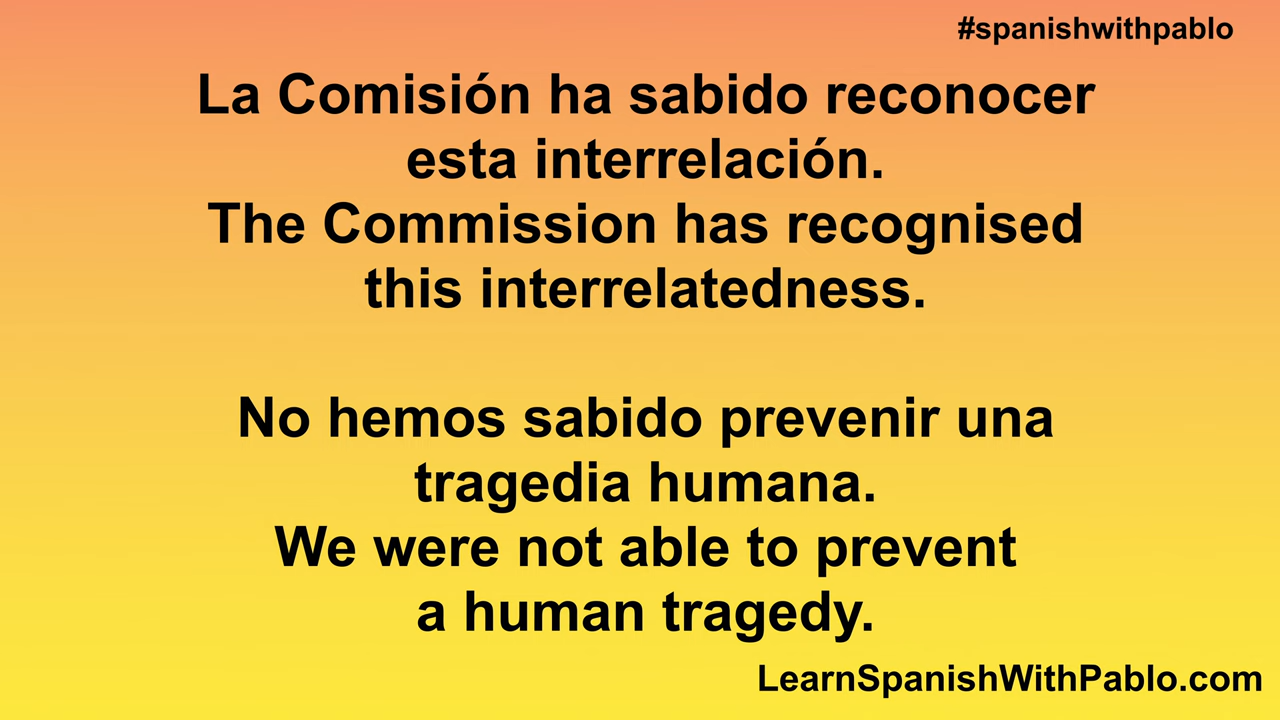 #spanishwithpablo
La Comisión ha sabido reconocer
esta interrelación.
The Commission has recognised
this interrelatedness.
No hemos sabido prevenir una
tragedia humana.
We were not able to prevent
a human tragedy.
LearnSpanishWithPablo.com